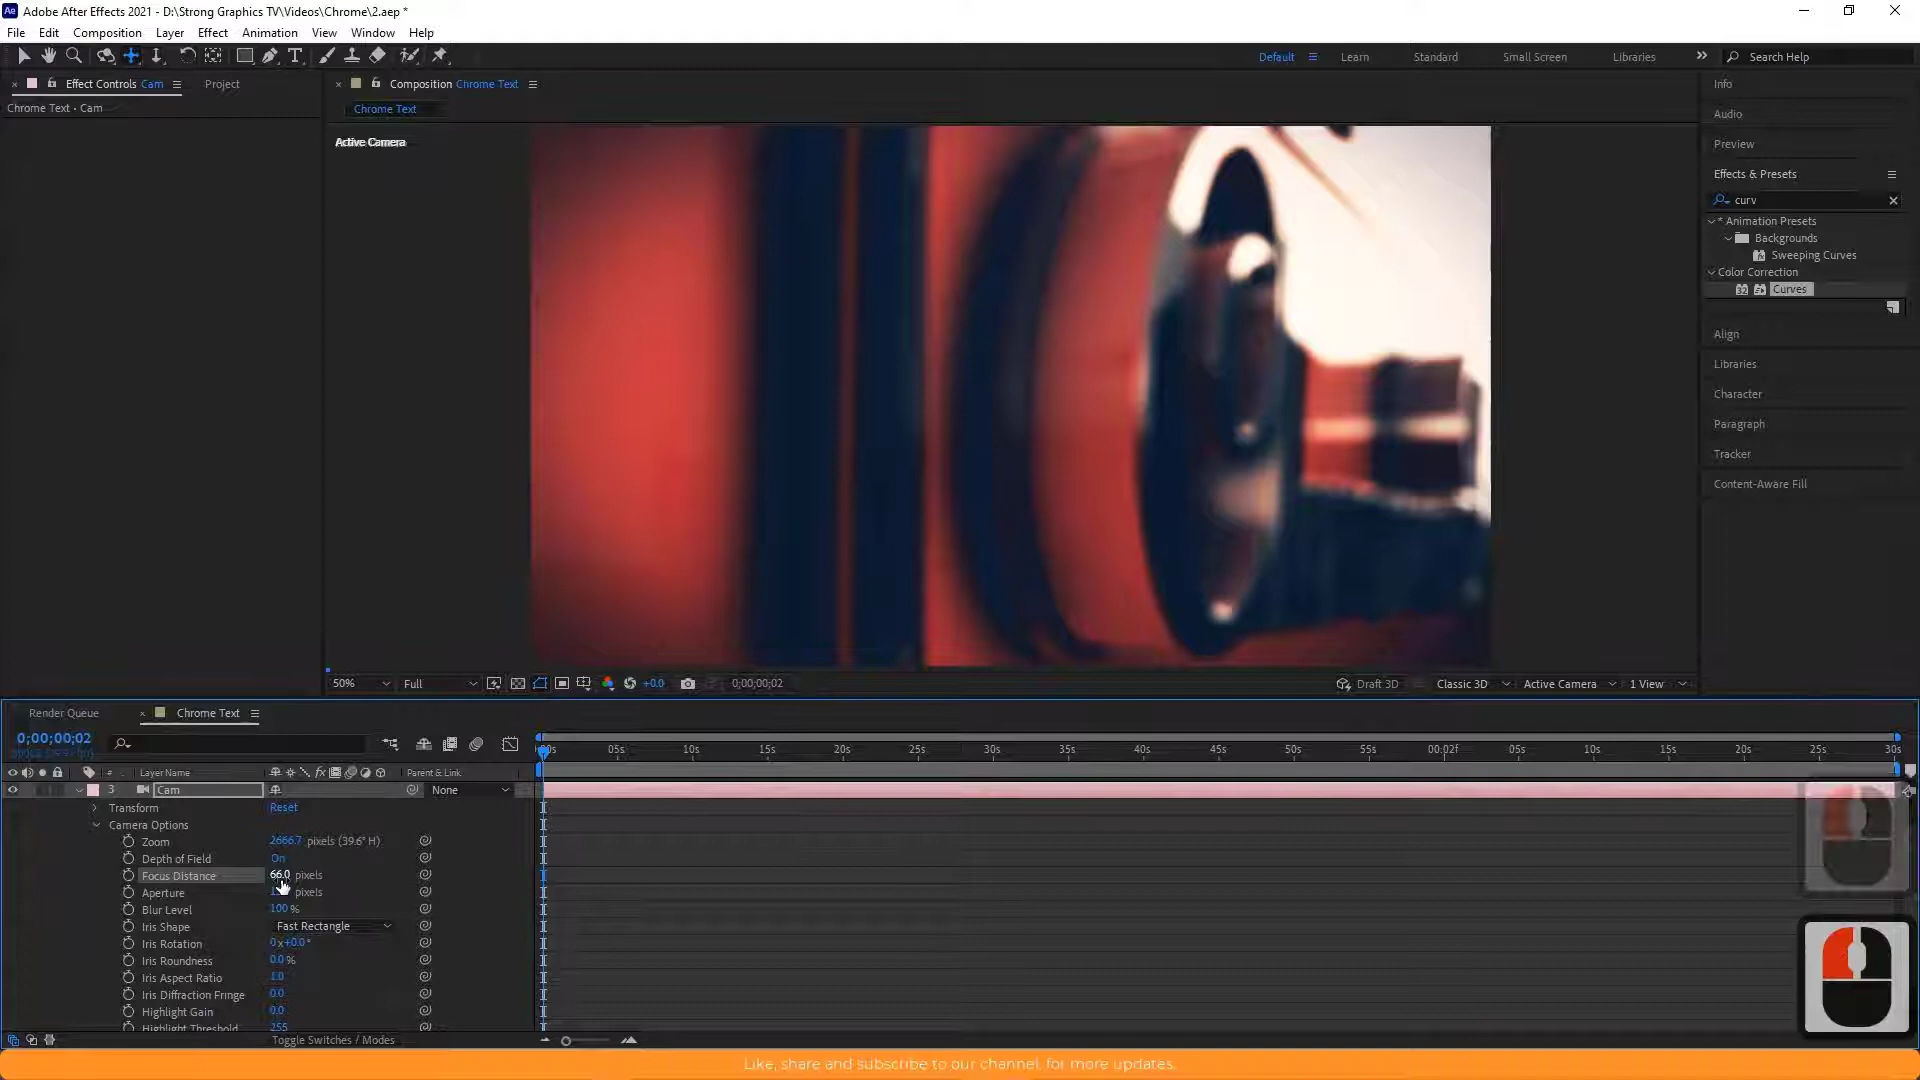 Ae Adobe After Effects 2021 - D:\Strong Graphics TV\Videos\Chrome\2.aep *
File Edit Composition Layer Effect Animation View Window Help
Default Learn Standard Small Screen Libraries Search Help
Effect Controls Cam Project
Chrome Text • Cam
Composition Chrome Text
Chrome Text
Active Camera
Info
Audio
Preview
Effects & Presets
curv
* Animation Presets
Backgrounds
Sweeping Curves
Color Correction
32 Curves
Align
Libraries
Character
Paragraph
Tracker
Content-Aware Fill
50% Full +0.0 0;00;00;02 Draft 3D Classic 3D Active Camera 1 View
Render Queue Chrome Text
0;00;00;02
:00s 05s 10s 15s 20s 25s 30s 35s 40s 45s 50s 55s 00:02f 05s 10s 15s 20s 25s 30s
# Layer Name fx Parent & Link
3 Cam None
Transform Reset
Camera Options
Zoom 2666.7 pixels (39.6° H)
Depth of Field On
Focus Distance 66.0 pixels
Aperture pixels
Blur Level 100 %
Iris Shape Fast Rectangle
Iris Rotation 0x+0.0°
Iris Roundness 0.0 %
Iris Aspect Ratio 1.0
Iris Diffraction Fringe 0.0
Highlight Gain 0.0
Highlight Threshold 255
Toggle Switches / Modes
Like, share and subscribe to our channel, for more updates.